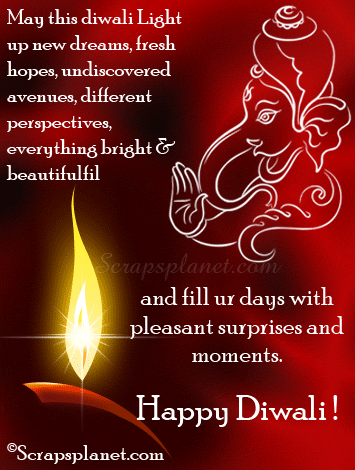 May this diwali Light
up new dreams, fresh
hopes, undiscovered
avenues, different
perspectives,
everything bright &
beautifulfil
Scrapsplanet.com
and fill ur days with
pleasant surprises and
moments.
Happy Diwali !
©Scrapsplanet.com